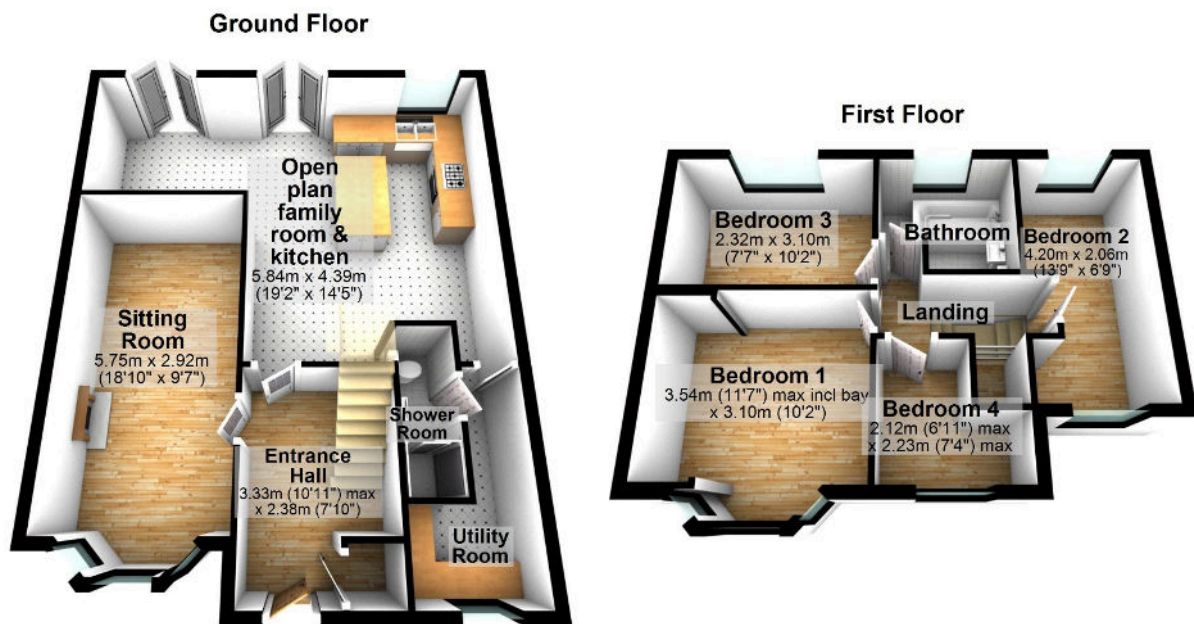 Ground Floor
Open
plan
family
room &
kitchen
5.84m x 4.39m
(19'2" x 14'5")
Sitting
Room
5.75m x 2.92m
(18'10" x 9'7")
Shower
Room
Entrance
Hall
3.33m (10'11") max
x 2.38m (7'10")
Utility
Room
First Floor
Bedroom 3
2.32m x 3.10m
(7'7" x 10'2")
Bathroom
Bedroom 2
4.20m x 2.06m
(13'9" x 6'9")
Landing
Bedroom 1
3.54m (11'7") max incl bay
x 3.10m (10'2")
Bedroom 4
2.12m (6'11") max
x 2.23m (7'4") max